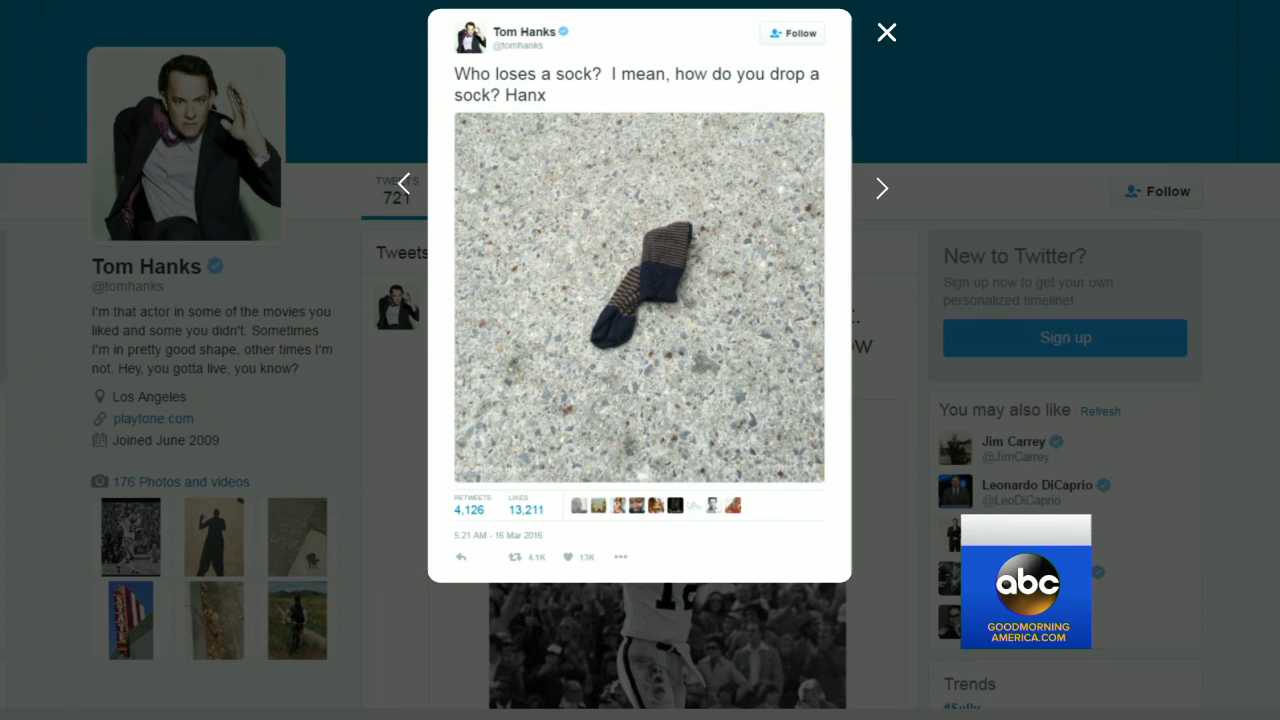 Tom Hanks
@tomhanks
Follow
Who loses a sock? I mean, how do you drop a
sock? Hanx
RETWEETS LIKES
4,126 13,211
5:21 AM - 16 Mar 2016
4.1K 13K
TWEETS
721
Tweets
Tom Hanks
@tomhanks
I'm that actor in some of the movies you
liked and some you didn't. Sometimes
I'm in pretty good shape, other times I'm
not. Hey, you gotta live, you know?
Los Angeles
playtone.com
Joined June 2009
176 Photos and videos
Follow
New to Twitter?
Sign up now to get your own
personalized timeline!
Sign up
You may also like · Refresh
Jim Carrey
@JimCarrey
Leonardo DiCaprio
@LeoDiCaprio
abc
GOODMORNING
AMERICA.COM
Trends
#Sully